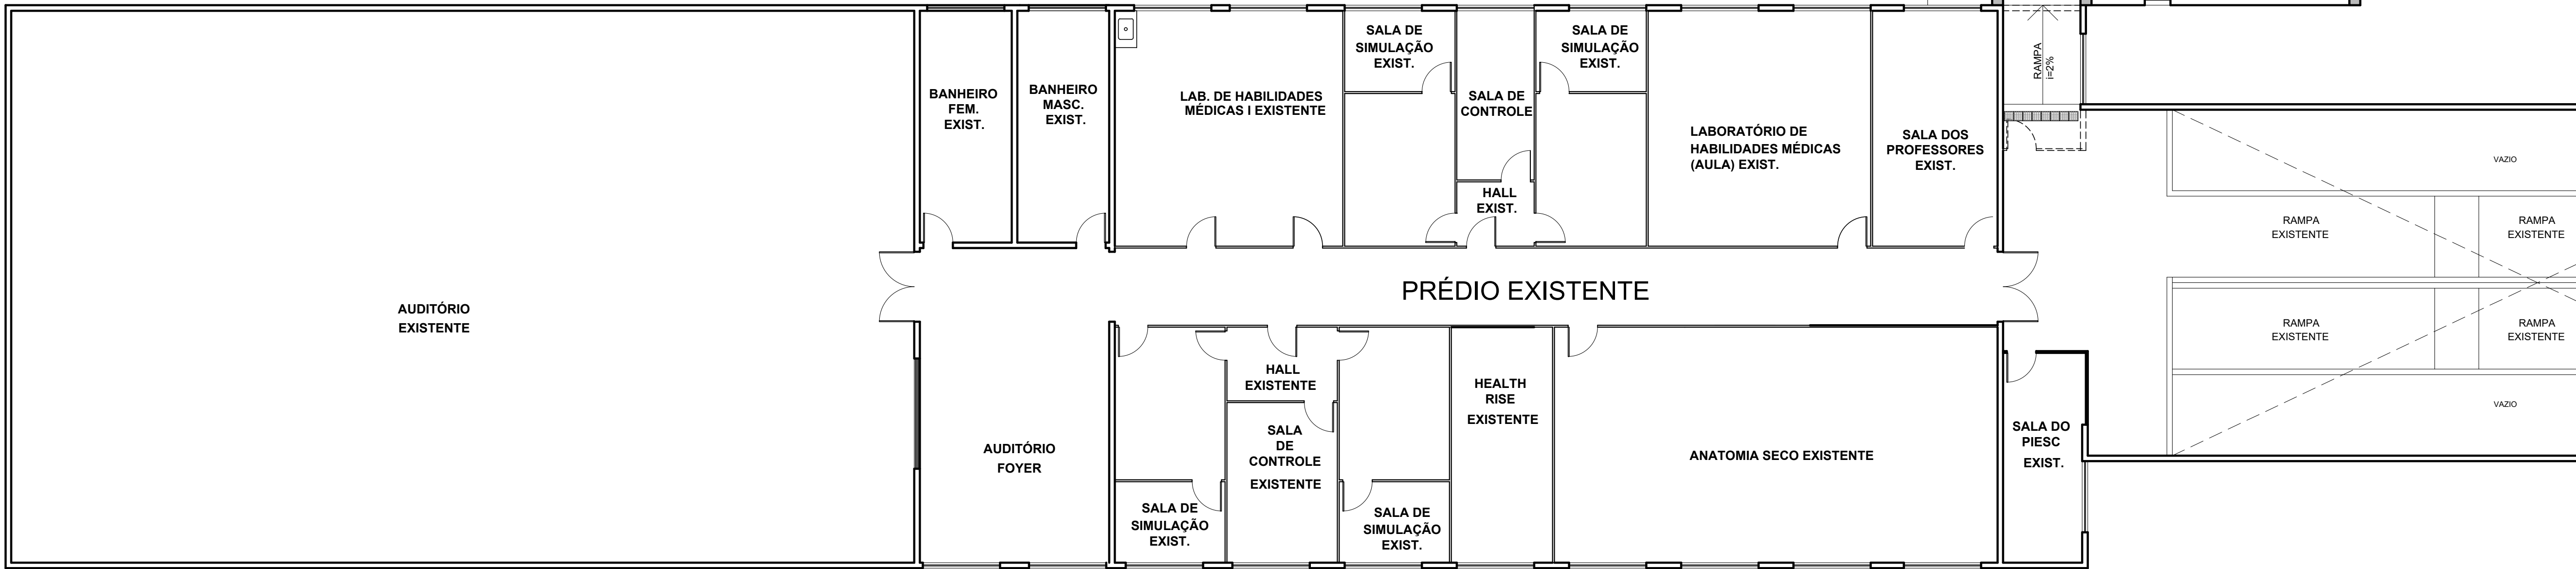 AUDITÓRIO
EXISTENTE
BANHEIRO
FEM.
EXIST.
BANHEIRO
MASC.
EXIST.
LAB. DE HABILIDADES
MÉDICAS I EXISTENTE
SALA DE
SIMULAÇÃO
EXIST.
SALA DE
CONTROLE
HALL
EXIST.
SALA DE
SIMULAÇÃO
EXIST.
LABORATÓRIO DE
HABILIDADES MÉDICAS
(AULA) EXIST.
SALA DOS
PROFESSORES
EXIST.
RAMPA
i=2%
VAZIO
RAMPA
EXISTENTE
RAMPA
EXISTENTE
PRÉDIO EXISTENTE
RAMPA
EXISTENTE
RAMPA
EXISTENTE
VAZIO
AUDITÓRIO
FOYER
HALL
EXISTENTE
SALA
DE
CONTROLE
EXISTENTE
SALA DE
SIMULAÇÃO
EXIST.
SALA DE
SIMULAÇÃO
EXIST.
HEALTH
RISE
EXISTENTE
ANATOMIA SECO EXISTENTE
SALA DO
PIESC
EXIST.